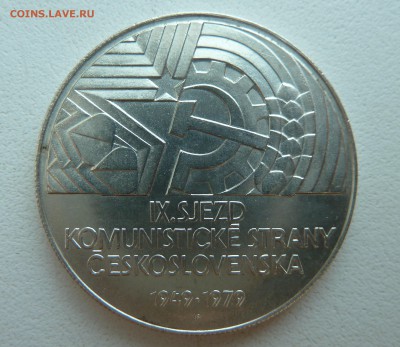 COINS.LAVE.RU
IX.SJEZD
KOMUNISTICKÉ STRANY
ČESKOSLOVENSKA
1949·1979